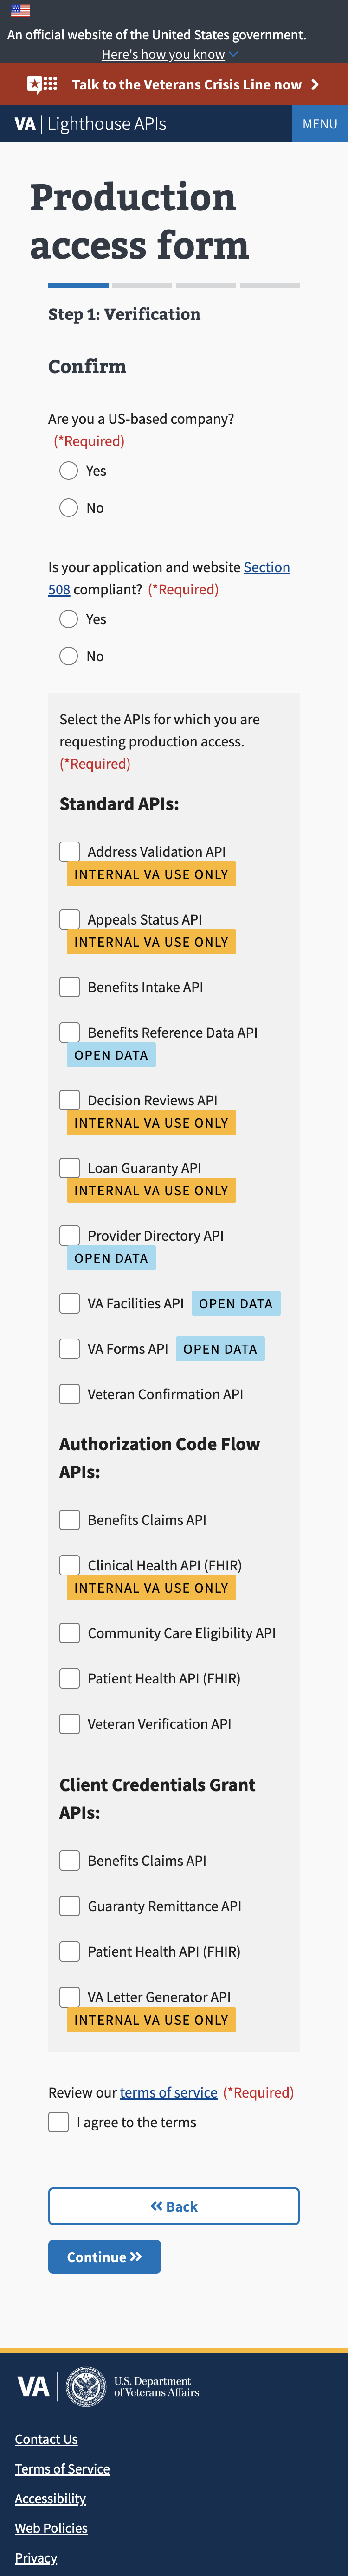 An official website of the United States government.
Here's how you know
Talk to the Veterans Crisis Line now
VA | Lighthouse APIs
MENU
Production
access form
Step 1: Verification
Confirm
Are you a US-based company?
(*Required)
Yes
No
Is your application and website Section
508 compliant? (*Required)
Yes
No
Select the APIs for which you are
requesting production access.
(*Required)
Standard APIs:
Address Validation API
INTERNAL VA USE ONLY
Appeals Status API
INTERNAL VA USE ONLY
Benefits Intake API
Benefits Reference Data API
OPEN DATA
Decision Reviews API
INTERNAL VA USE ONLY
Loan Guaranty API
INTERNAL VA USE ONLY
Provider Directory API
OPEN DATA
VA Facilities API OPEN DATA
VA Forms API OPEN DATA
Veteran Confirmation API
Authorization Code Flow
APIs:
Benefits Claims API
Clinical Health API (FHIR)
INTERNAL VA USE ONLY
Community Care Eligibility API
Patient Health API (FHIR)
Veteran Verification API
Client Credentials Grant
APIs:
Benefits Claims API
Guaranty Remittance API
Patient Health API (FHIR)
VA Letter Generator API
INTERNAL VA USE ONLY
Review our terms of service (*Required)
I agree to the terms
Back
Continue
VA
U.S. Department
of Veterans Affairs
Contact Us
Terms of Service
Accessibility
Web Policies
Privacy